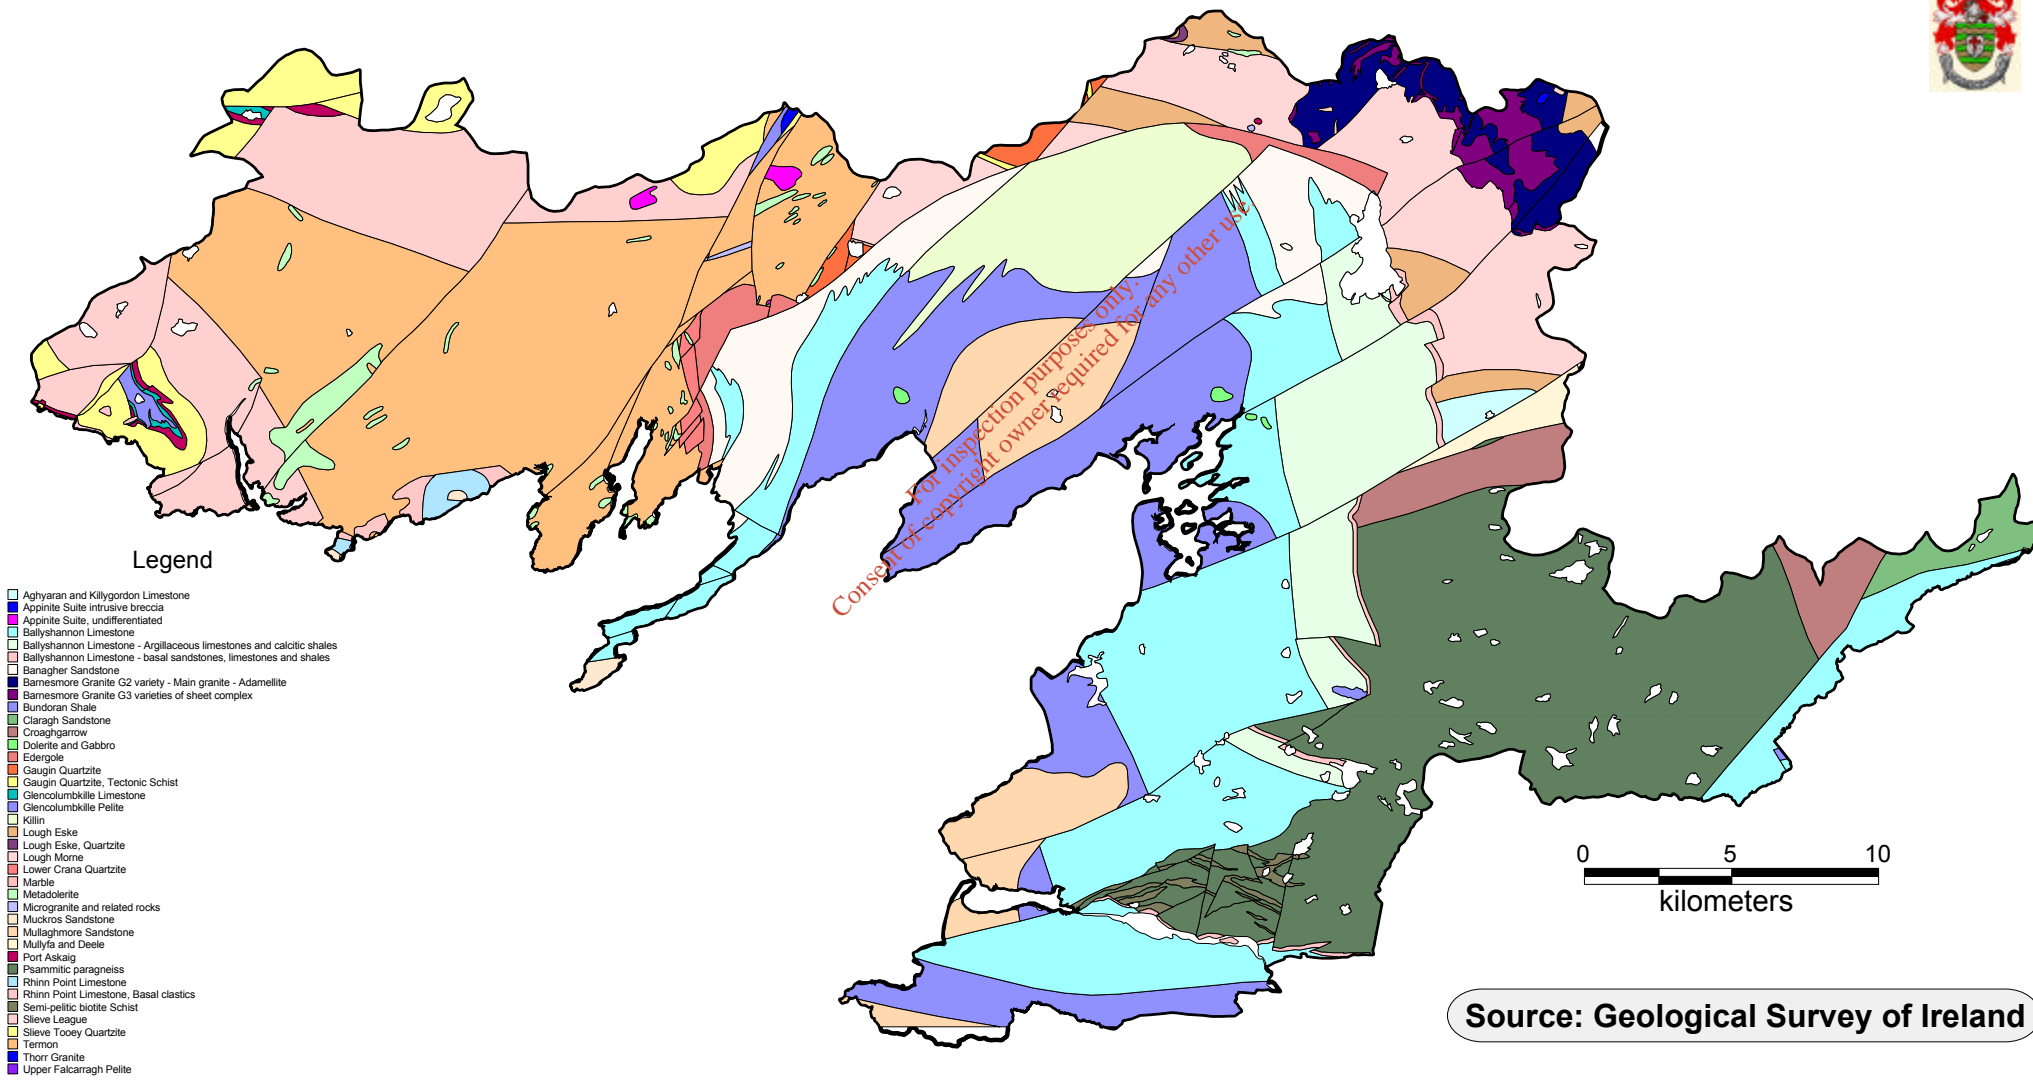 For inspection purposes only.
Consent of copyright owner required for any other use.
Legend
Aghyaran and Killygordon Limestone
Appinite Suite intrusive breccia
Appinite Suite, undifferentiated
Ballyshannon Limestone
Ballyshannon Limestone - Argillaceous limestones and calcitic shales
Ballyshannon Limestone - basal sandstones, limestones and shales
Banagher Sandstone
Barnesmore Granite G2 variety - Main granite - Adamellite
Barnesmore Granite G3 varieties of sheet complex
Bundoran Shale
Claragh Sandstone
Croaghgarrow
Dolerite and Gabbro
Edergole
Gaugin Quartzite
Gaugin Quartzite, Tectonic Schist
Glencolumbkille Limestone
Glencolumbkille Pelite
Killin
Lough Eske
Lough Eske, Quartzite
Lough Morne
Lower Crana Quartzite
Marble
Metadolerite
Microgranite and related rocks
Muckros Sandstone
Mullaghmore Sandstone
Mullyfa and Deele
Port Askaig
Psammitic paragneiss
Rhinn Point Limestone
Rhinn Point Limestone, Basal clastics
Semi-pelitic biotite Schist
Slieve League
Slieve Tooey Quartzite
Termon
Thorr Granite
Upper Falcarragh Pelite
0 5 10
kilometers
Source: Geological Survey of Ireland